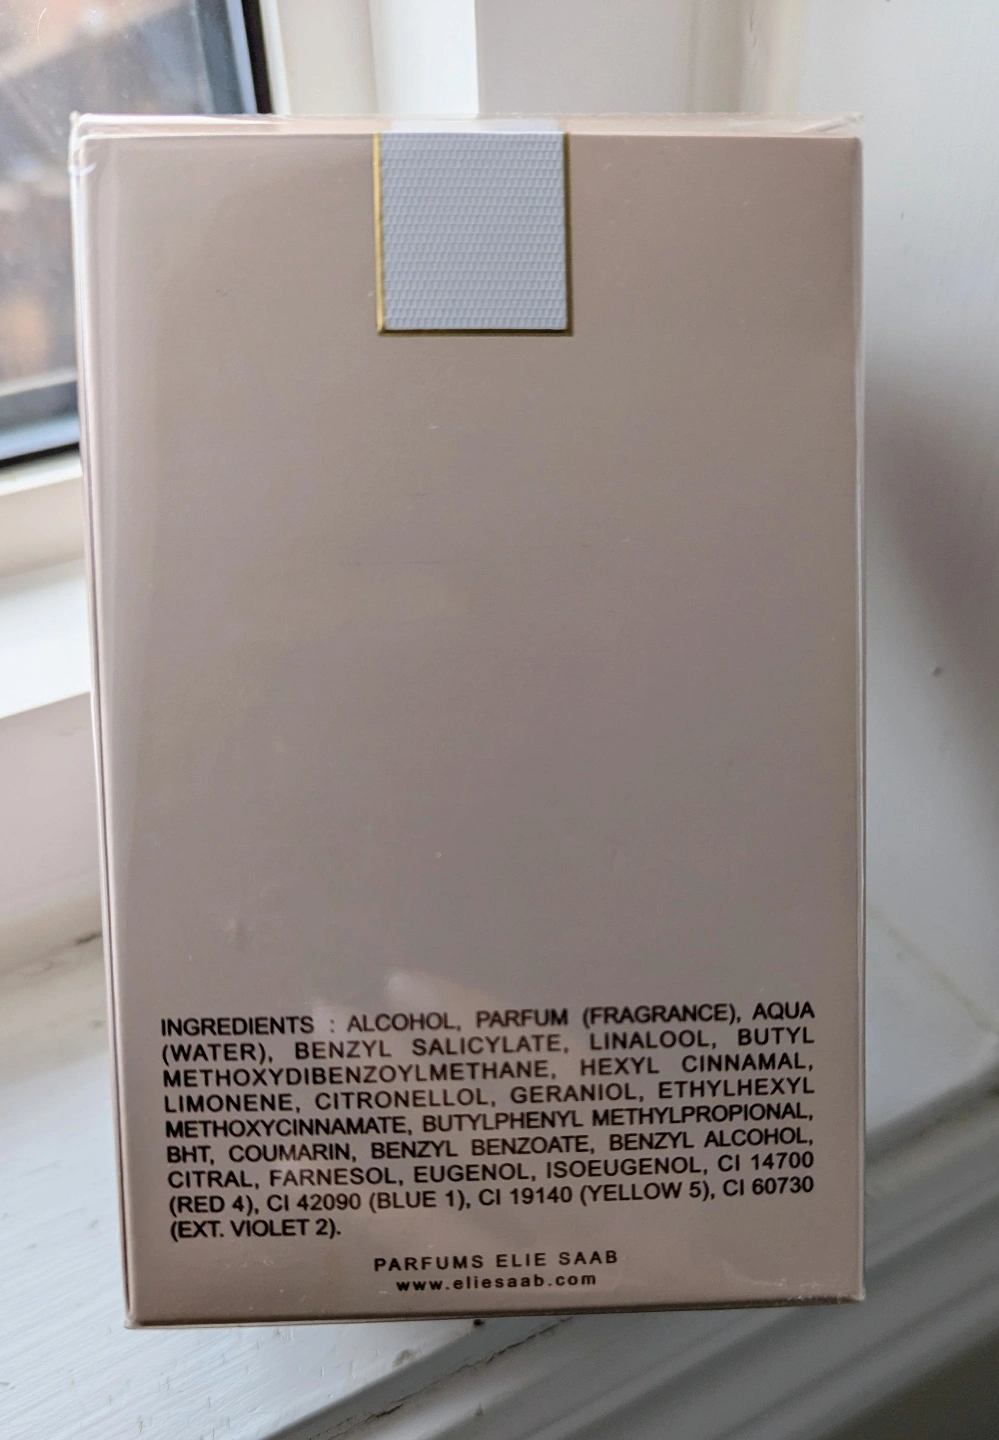 INGREDIENTS : ALCOHOL, PARFUM (FRAGRANCE), AQUA
(WATER), BENZYL SALICYLATE, LINALOOL, BUTYL
METHOXYDIBENZOYLMETHANE, HEXYL CINNAMAL,
LIMONENE, CITRONELLOL, GERANIOL, ETHYLHEXYL
METHOXYCINNAMATE, BUTYLPHENYL METHYLPROPIONAL,
BHT, COUMARIN, BENZYL BENZOATE, BENZYL ALCOHOL,
CITRAL, FARNESOL, EUGENOL, ISOEUGENOL, CI 14700
(RED 4), CI 42090 (BLUE 1), CI 19140 (YELLOW 5), CI 60730
(EXT. VIOLET 2).
PARFUMS ELIE SAAB
www.eliesaab.com